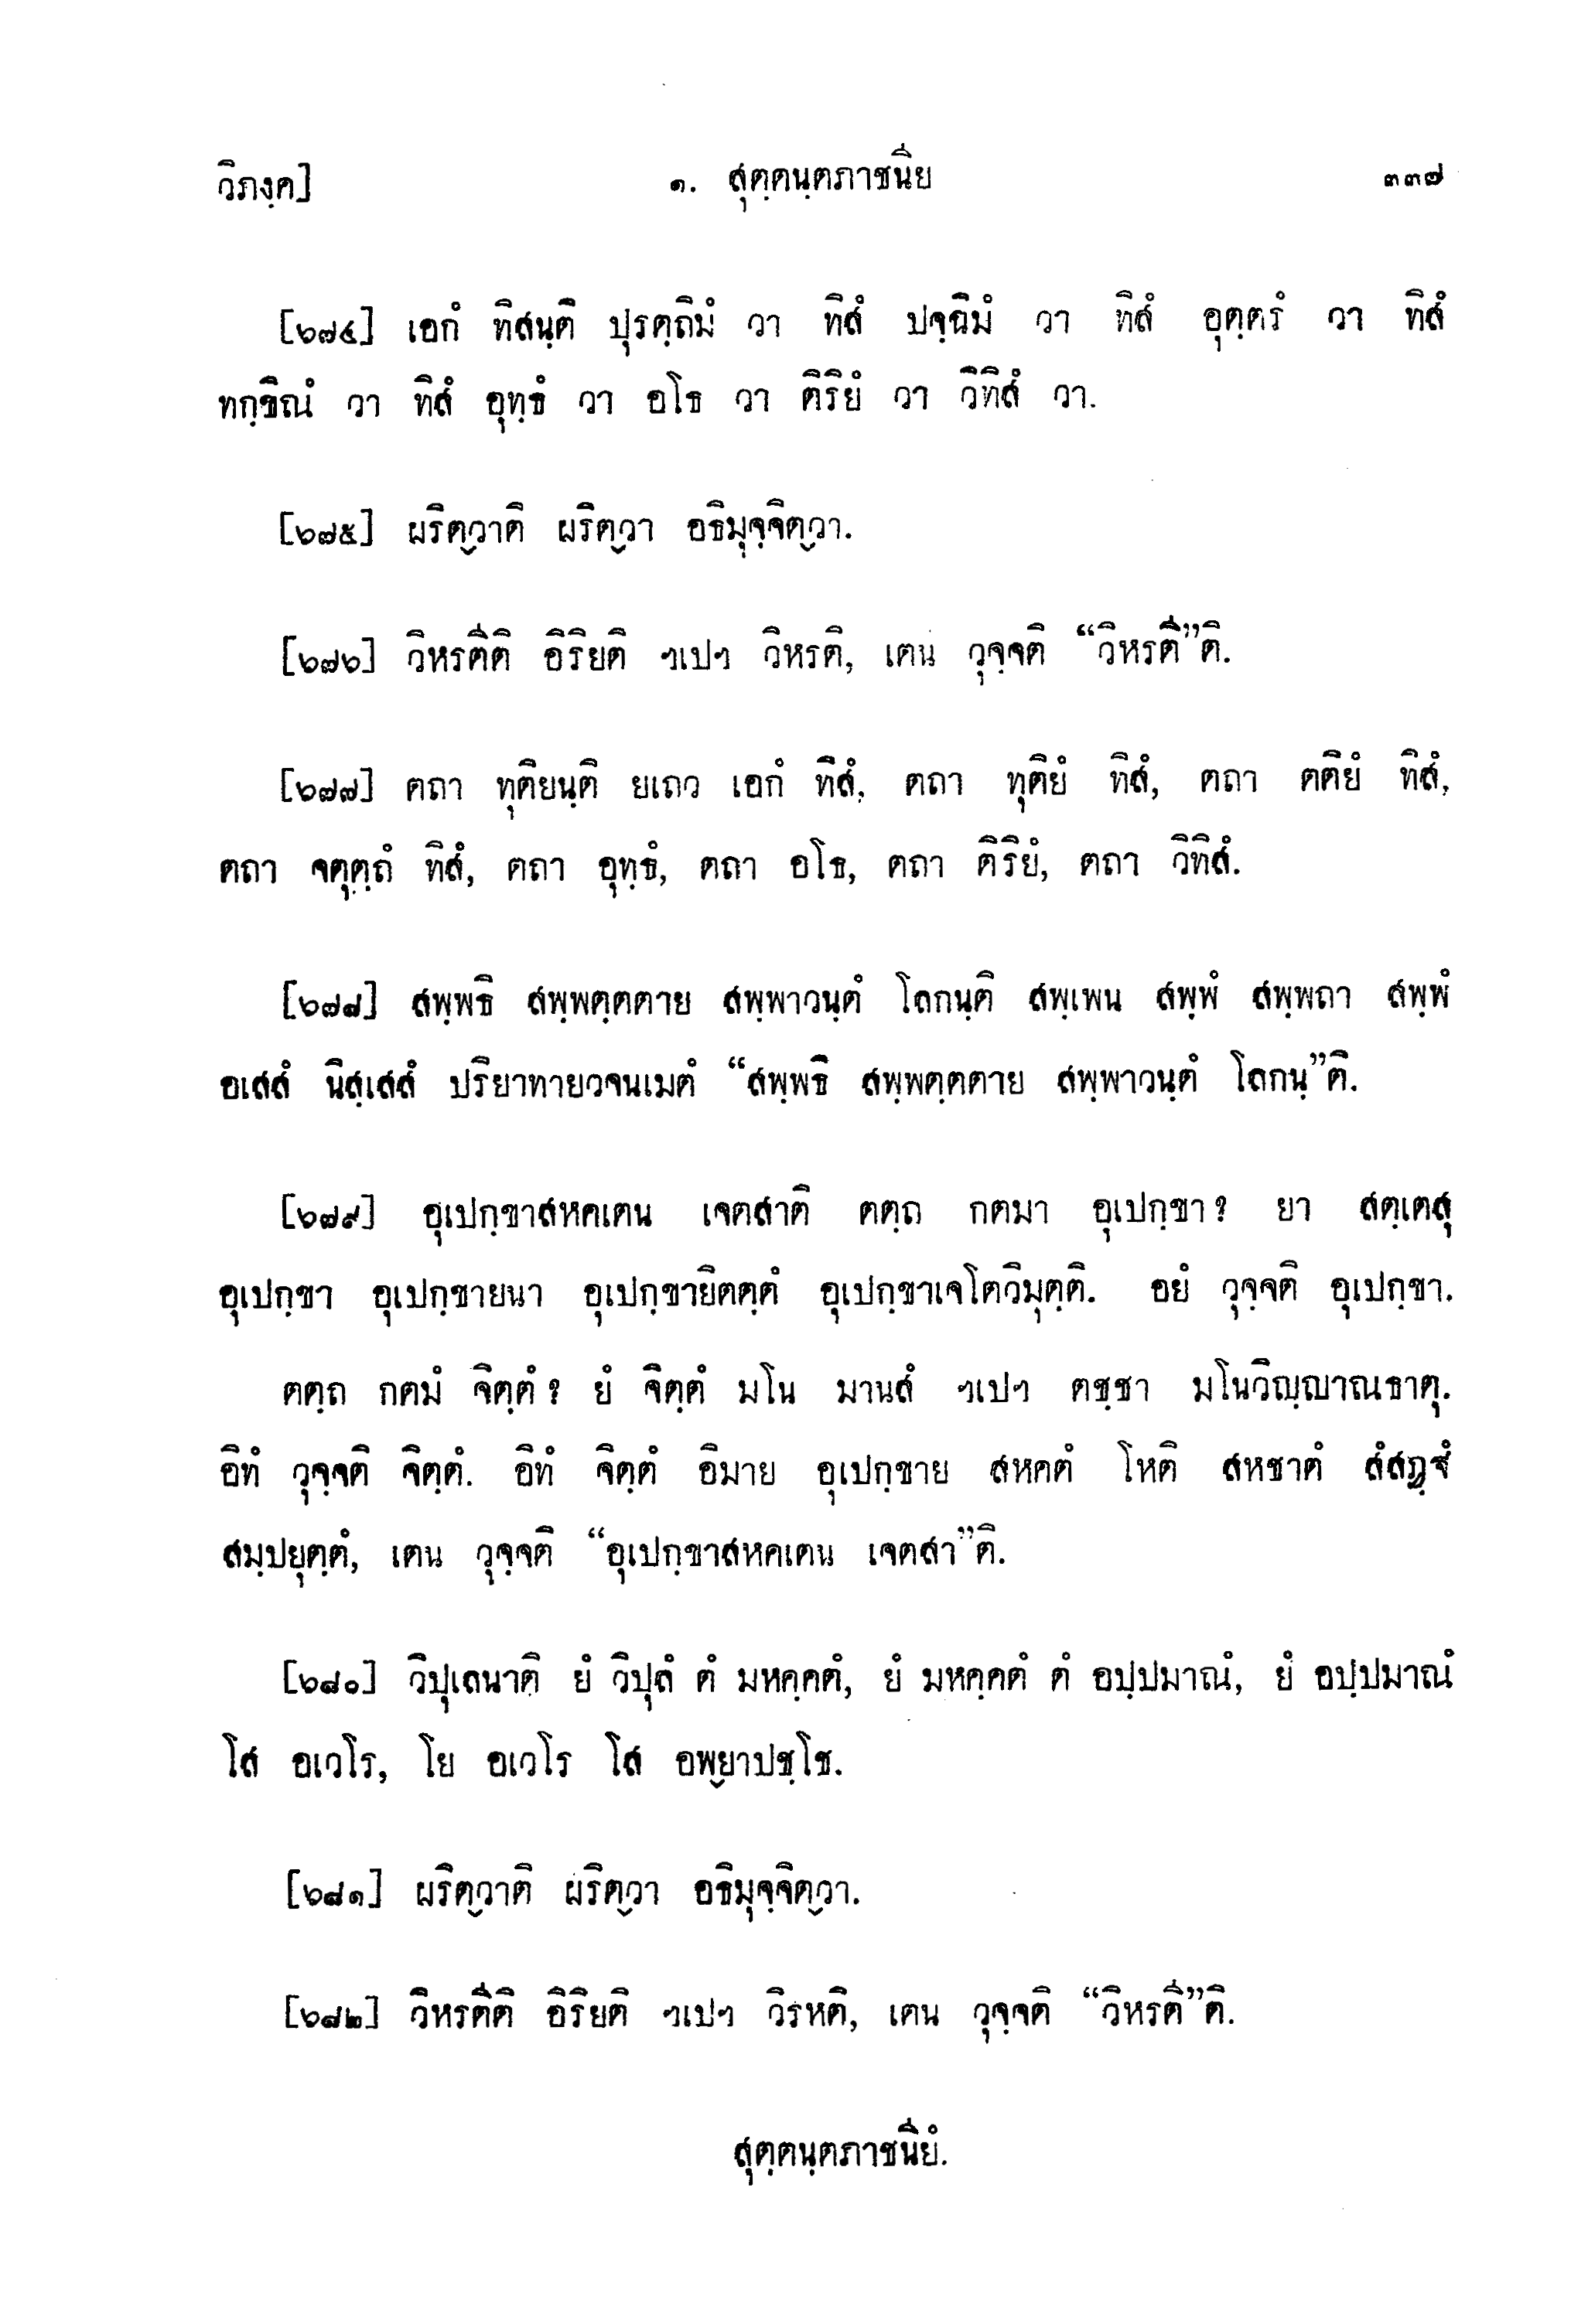 วิภงฺค]
๑. สุตฺตนฺตภาชนีย
๓๓๗
[๖๗๔] เอกํ ทิสนฺติ ปุรตฺถิมํ วา ทิสํ ปจฺฉิมํ วา ทิสํ อุตฺตรํ วา ทิสํ
ทกฺขิณํ วา ทิสํ อุทฺธํ วา อโธ วา ติริยํ วา วิทิสํ วา.
[๖๗๕] ผริตฺวาติ ผริตฺวา อธิมุจฺจิตฺวา.
[๖๗๖] วิหรตีติ อิริยติ ฯเปฯ วิหรติ, เตน วุจฺจติ “วิหรตี”ติ.
[๖๗๗] ตถา ทุติยนฺติ ยเถว เอกํ ทิสํ, ตถา ทุติยํ ทิสํ, ตถา ตติยํ ทิสํ,
ตถา จตุตฺถํ ทิสํ, ตถา อุทฺธํ, ตถา อโธ, ตถา ติริยํ, ตถา วิทิสํ.
[๖๗๘] สพฺพธิ สพฺพตฺตตาย สพฺพาวนฺตํ โลกนฺติ สพฺเพน สพฺพํ สพฺพถา สพฺพํ
อเสสํ นิสฺเสสํ ปริยาทายวจนเมตํ “สพฺพธิ สพฺพตฺตตาย สพฺพาวนฺตํ โลกนฺ”ติ.
[๖๗๙] อุเปกฺขาสหคเตน เจตสาติ ตตฺถ กตมา อุเปกฺขา? ยา สตฺเตสุ
อุเปกฺขา อุเปกฺขายนา อุเปกฺขายิตตฺตํ อุเปกฺขาเจโตวิมุตฺติ. อยํ วุจฺจติ อุเปกฺขา.
ตตฺถ กตมํ จิตฺตํ? ยํ จิตฺตํ มโน มานสํ ฯเปฯ ตชฺชา มโนวิญฺญาณธาตุ.
อิทํ วุจฺจติ จิตฺตํ. อิทํ จิตฺตํ อิมาย อุเปกฺขาย สหคตํ โหติ สหชาตํ สํสฏฺฐํ
สมฺปยุตฺตํ, เตน วุจฺจติ “อุเปกฺขาสหคเตน เจตสา”ติ.
[๖๘๐] วิปุเลนาติ ยํ วิปุลํ ตํ มหคฺคตํ, ยํ มหคฺคตํ ตํ อปฺปมาณํ, ยํ อปฺปมาณํ
โส อเวโร, โย อเวโร โส อพฺยาปชฺโช.
[๖๘๑] ผริตฺวาติ ผริตฺวา อธิมุจฺจิตฺวา.
[๖๘๒] วิหรตีติ อิริยติ ฯเปฯ วิรหติ, เตน วุจฺจติ “วิหรตี”ติ.
สุตฺตนฺตภาชนียํ.